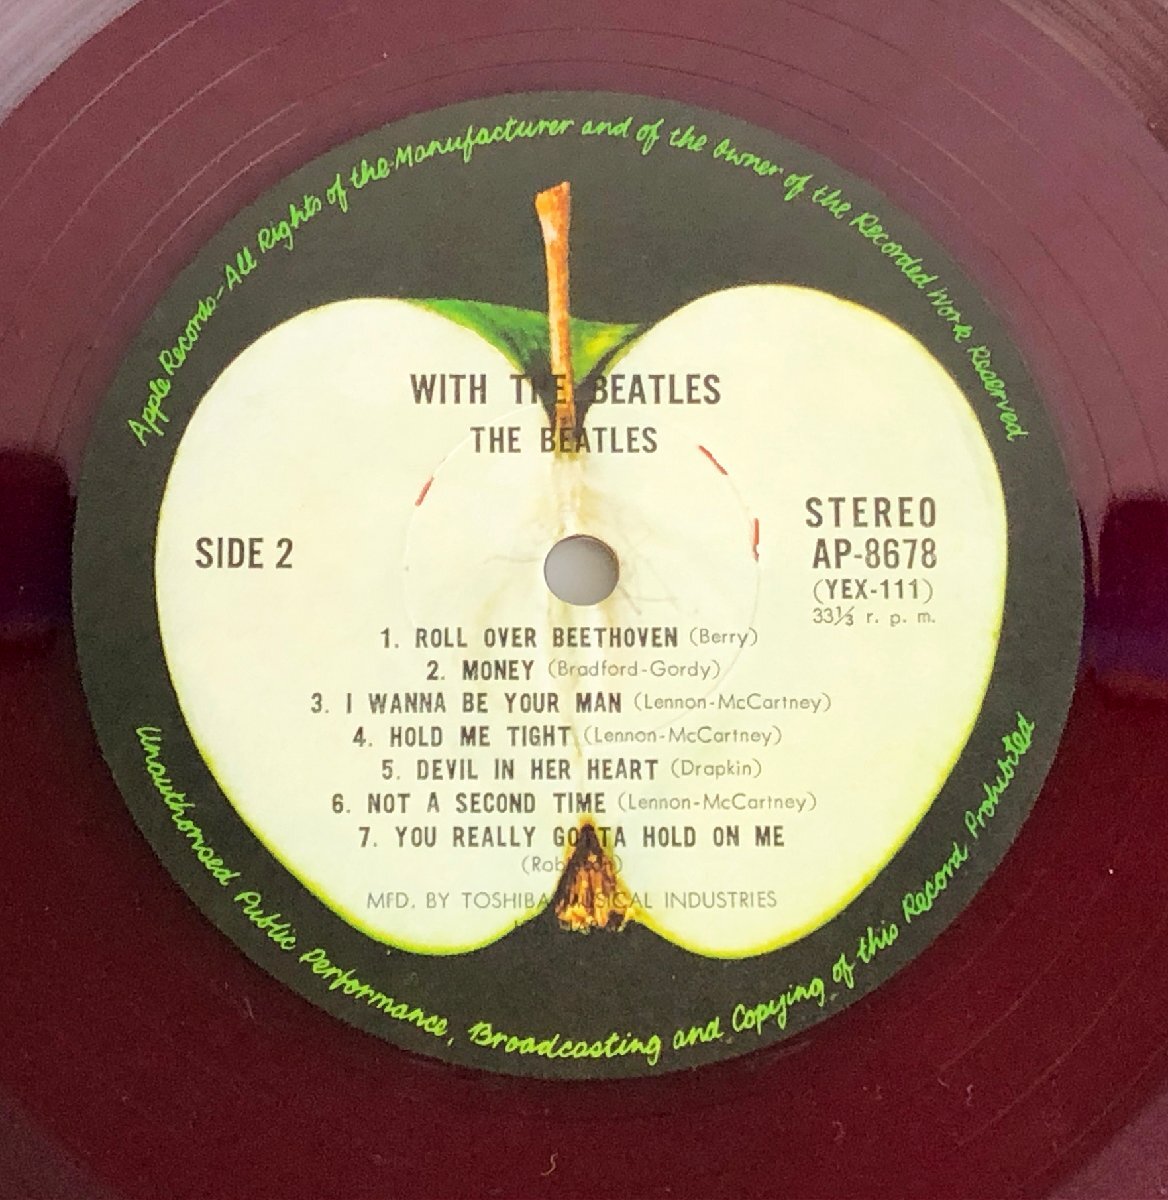 Apple Records-All Rights of the Manufacturer and of the Owner of the Recorded Work Reserved
WITH THE BEATLES
THE BEATLES
SIDE 2
STEREO
AP-8678
(YEX-111)
33⅓ r. p. m.
1. ROLL OVER BEETHOVEN (Berry)
2. MONEY (Bradford-Gordy)
3. I WANNA BE YOUR MAN (Lennon-McCartney)
4. HOLD ME TIGHT (Lennon-McCartney)
5. DEVIL IN HER HEART (Drapkin)
6. NOT A SECOND TIME (Lennon-McCartney)
7. YOU REALLY GOTTA HOLD ON ME
(Robinson)
MFD. BY TOSHIBA MUSICAL INDUSTRIES
Unauthorised Public Performance, Broadcasting and Copying of this Record Prohibited